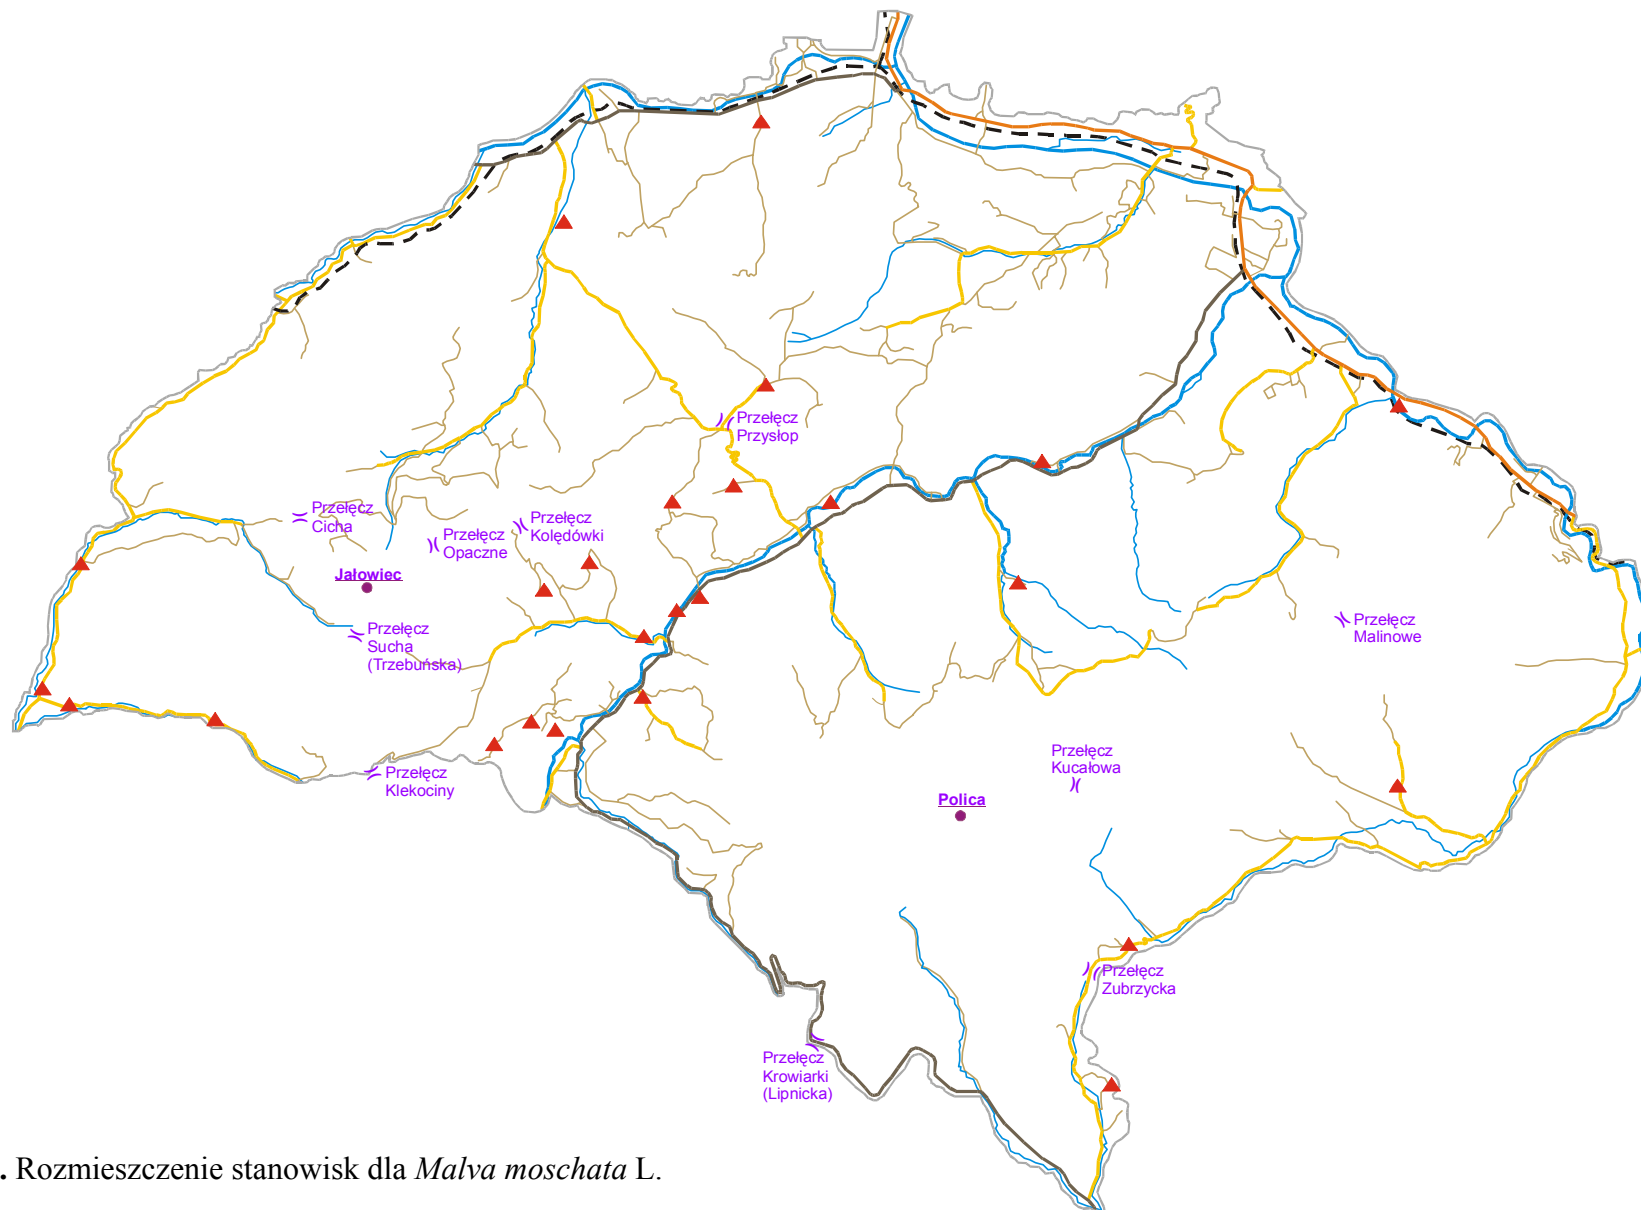 Przełęcz
Przysłop
Przełęcz
Cicha
Przełęcz
Kolędówki
Przełęcz
Opaczne
Jałowiec
Przełęcz
Sucha
(Trzebuńska)
Przełęcz
Malinowe
Przełęcz
Klekociny
Przełęcz
Kucałowa
Polica
Przełęcz
Zubrzycka
Przełęcz
Krowiarki
(Lipnicka)
. Rozmieszczenie stanowisk dla Malva moschata L.